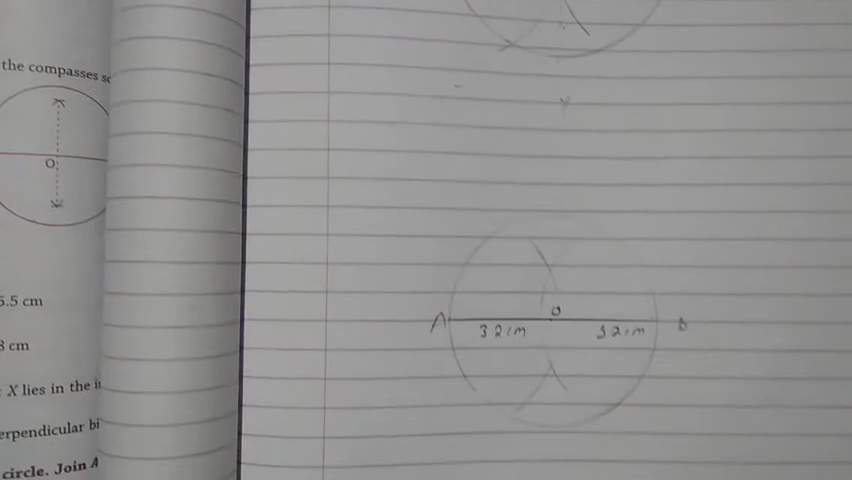 the compasses
O
5.5 cm
3 cm
X lies in the
erpendicular bi
circle. Join A
A
O
3 2 cm
3 2 cm